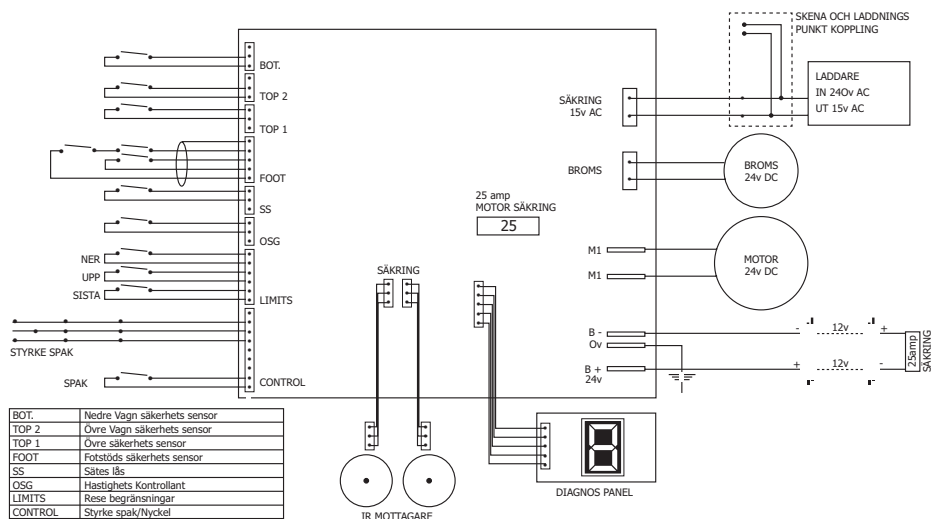 SKENA OCH LADDNINGS
PUNKT KOPPLING
BOT.
TOP 2
TOP 1
FOOT
SS
OSG
NER
UPP
SISTA
LIMITS
STYRKE SPAK
SPAK
CONTROL
SÄKRING
25 amp
MOTOR SÄKRING
25
SÄKRING
15v AC
LADDARE
IN 240v AC
UT 15v AC
BROMS
BROMS
24v DC
M1
M1
MOTOR
24v DC
B -
0v
B +
24v
- 12v +
+ 12v -
25amp
SÄKRING
BOT. Nedre Vagn säkerhets sensor
TOP 2 Övre Vagn säkerhets sensor
TOP 1 Övre säkerhets sensor
FOOT Fotstöds säkerhets sensor
SS Sätes lås
OSG Hastighets Kontrollant
LIMITS Rese begränsningar
CONTROL Styrke spak/Nyckel
IR MOTTAGARE
DIAGNOS PANEL